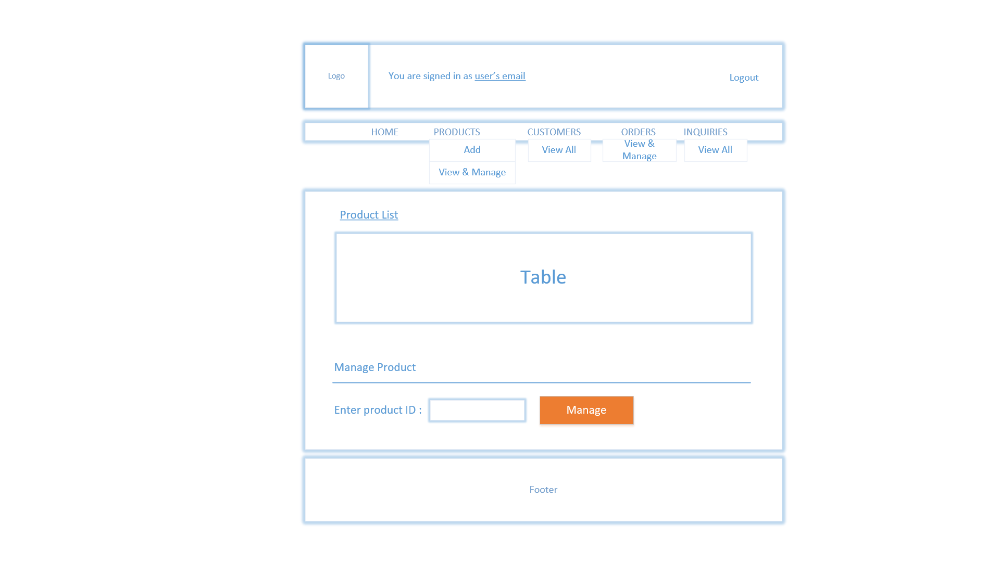 Logo
You are signed in as user’s email
Logout
HOME
PRODUCTS
CUSTOMERS
ORDERS
INQUIRIES
Add
View & Manage
View All
View &
Manage
View All
Product List
Table
Manage Product
Enter product ID :
Manage
Footer